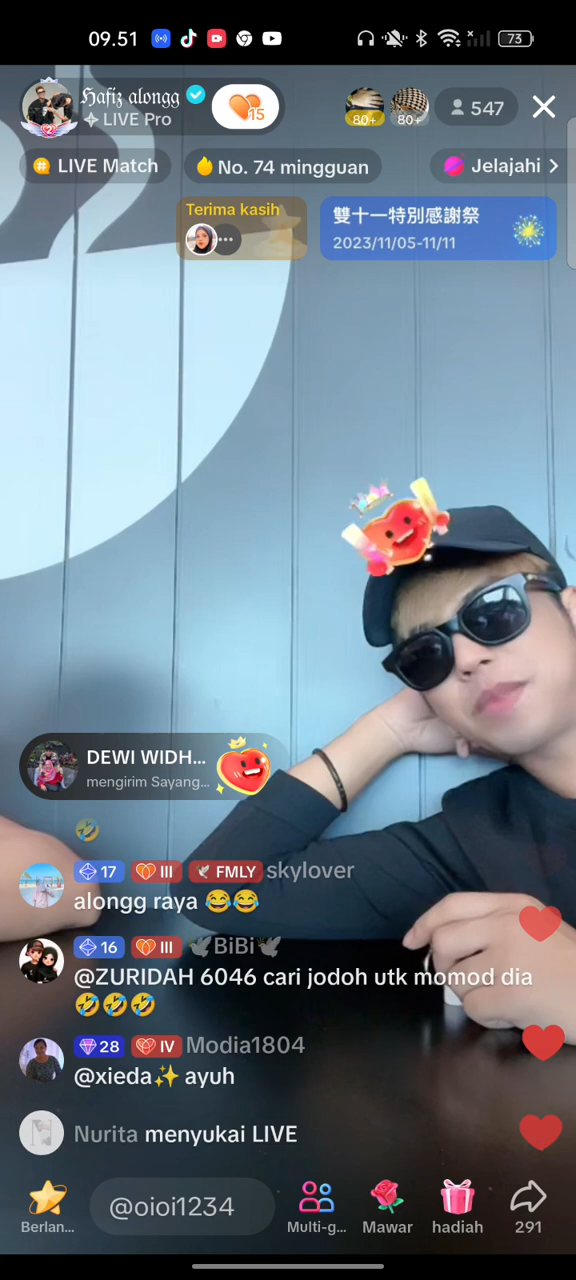 09.51
73
Hafiz alongg
LIVE Pro
15
80+
80+
547
LIVE Match
No. 74 mingguan
Jelajahi
Terima kasih
雙十一特別感謝祭
2023/11/05-11/11
DEWI WIDH...
mengirim Sayang...
🤣
17 III FMLY skylover
alongg raya 😂😂
16 III 🕊BiBi🕊
@ZURIDAH 6046 cari jodoh utk momod dia
🤣🤣🤣
28 IV Modia1804
@xieda✨ ayuh
Nurita menyukai LIVE
@oioi1234
Berlan...
Multi-g...
Mawar
hadiah
291